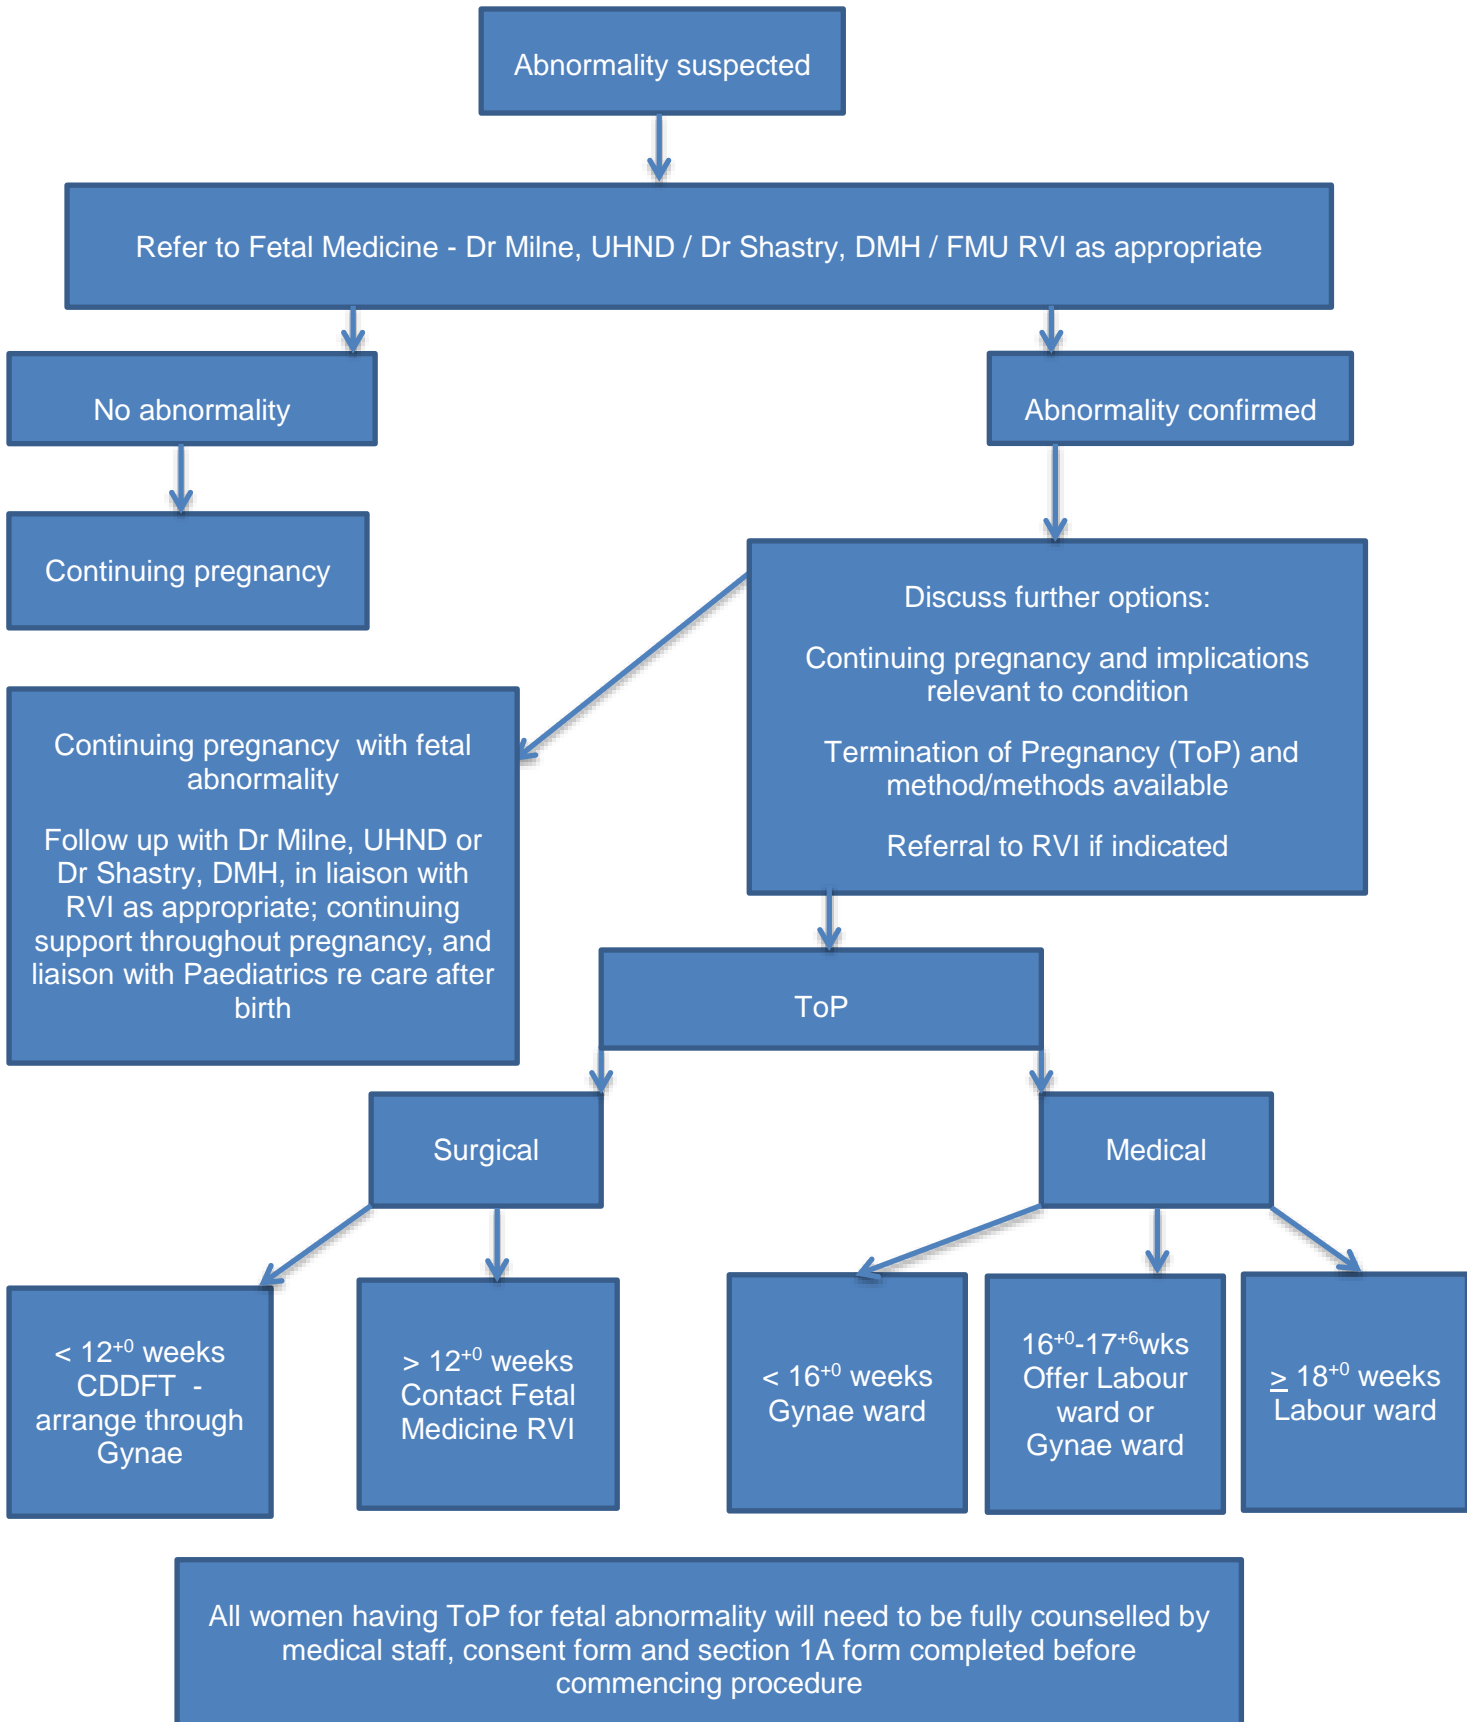 Abnormality suspected
Refer to Fetal Medicine - Dr Milne, UHND / Dr Shastry, DMH / FMU RVI as appropriate
No abnormality
Abnormality confirmed
Continuing pregnancy
Discuss further options:
Continuing pregnancy and implications
relevant to condition
Termination of Pregnancy (ToP) and
method/methods available
Referral to RVI if indicated
Continuing pregnancy  with fetal
abnormality
Follow up with Dr Milne, UHND or
Dr Shastry, DMH, in liaison with
RVI as appropriate; continuing
support throughout pregnancy, and
liaison with Paediatrics re care after
birth
ToP
Surgical
Medical
< 12⁺⁰ weeks
CDDFT  -
arrange through
Gynae
> 12⁺⁰ weeks
Contact Fetal
Medicine RVI
< 16⁺⁰ weeks
Gynae ward
16⁺⁰-17⁺⁶wks
Offer Labour
ward or
Gynae ward
≥ 18⁺⁰ weeks
Labour ward
All women having ToP for fetal abnormality will need to be fully counselled by
medical staff, consent form and section 1A form completed before
commencing procedure